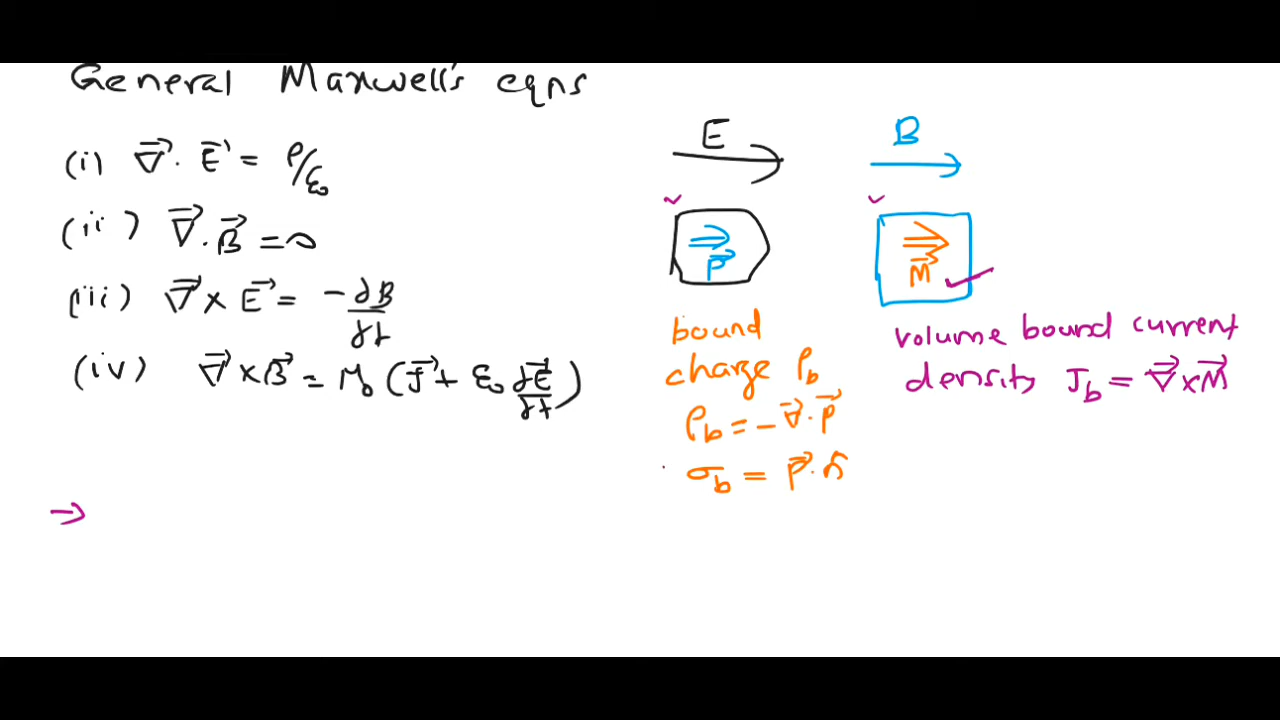 General Maxwell's eqns
(i) ∇⃗ · E⃗ = ρ/ε₀
(ii) ∇⃗ · B⃗ = 0
(iii) ∇⃗ × E⃗ = -∂B/∂t
(iv) ∇⃗ × B⃗ = μ₀ (J⃗ + ε₀ ∂E⃗/∂t)
→
E
P⃗
bound
charge ρb
ρb = -∇⃗ · P⃗
σb = P⃗ · n̂
B
M⃗
volume bound current
density Jb = ∇⃗ × M⃗